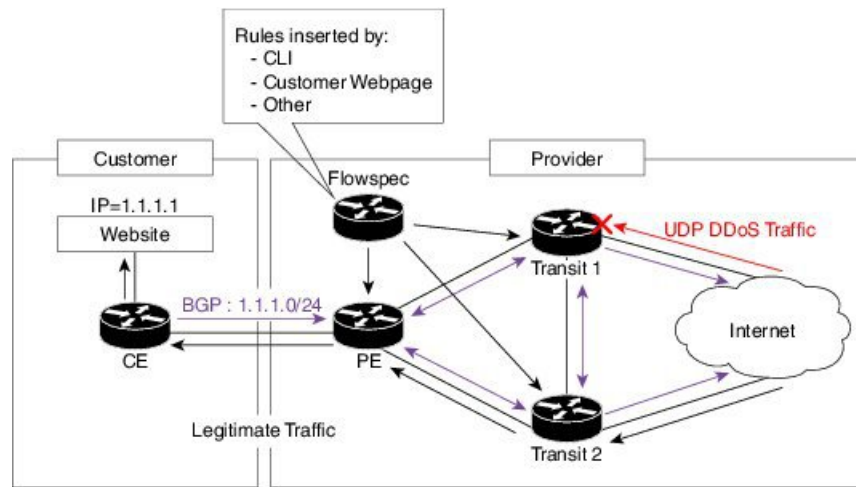 Rules inserted by:
- CLI
- Customer Webpage
- Other
Customer
Provider
Flowspec
IP=1.1.1.1
Website
UDP DDoS Traffic
Transit 1
BGP : 1.1.1.0/24
Internet
CE
PE
Legitimate Traffic
Transit 2